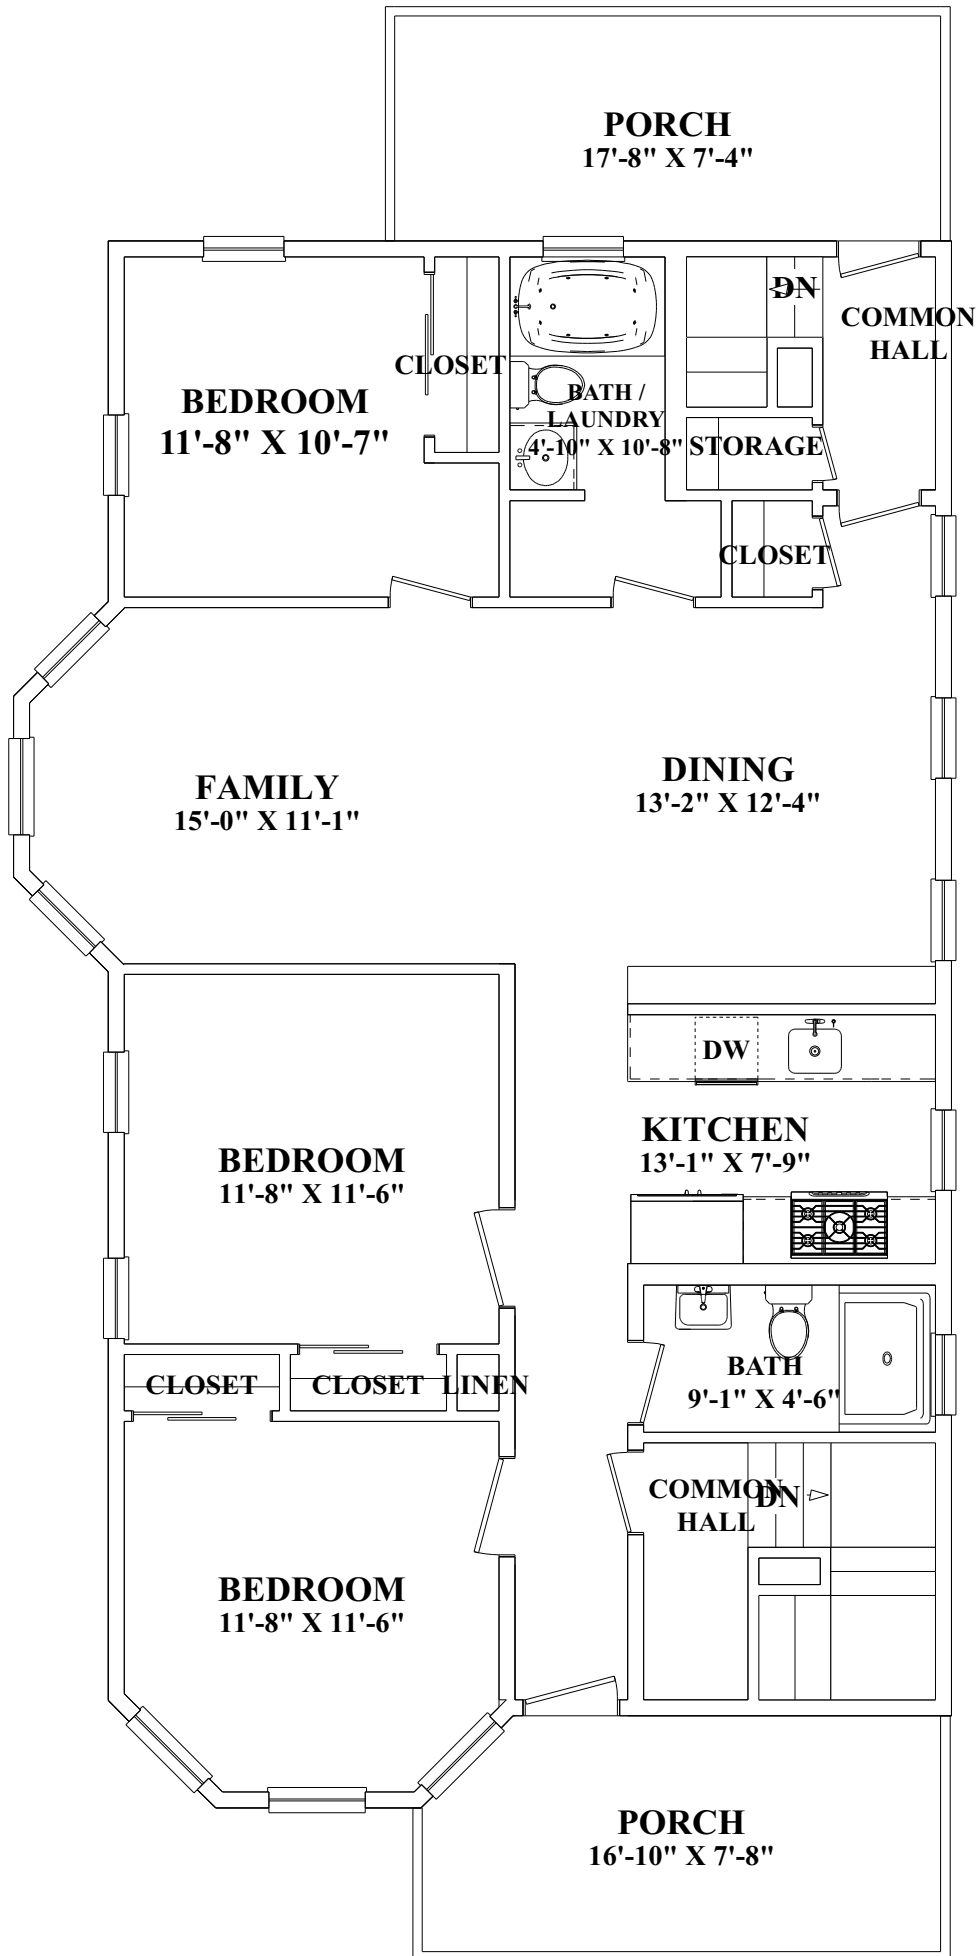 PORCH
17'-8" X 7'-4"
DN
COMMON
HALL
CLOSET
BEDROOM
11'-8" X 10'-7"
BATH /
LAUNDRY
4'-10" X 10'-8"
STORAGE
CLOSET
FAMILY
15'-0" X 11'-1"
DINING
13'-2" X 12'-4"
DW
KITCHEN
13'-1" X 7'-9"
BEDROOM
11'-8" X 11'-6"
CLOSET
CLOSET
LINEN
BATH
9'-1" X 4'-6"
COMMON
HALL
DN
BEDROOM
11'-8" X 11'-6"
PORCH
16'-10" X 7'-8"